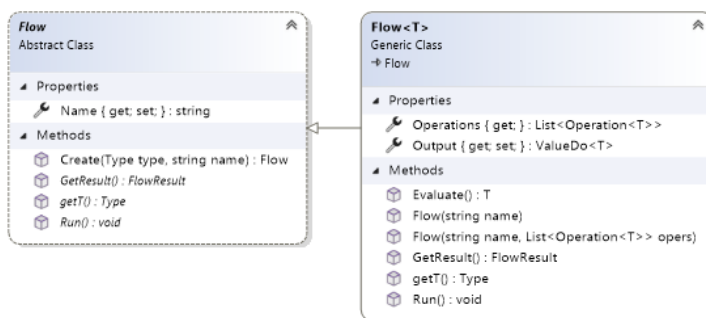 Flow
Abstract Class
Properties
Name { get; set; } : string
Methods
Create(Type type, string name) : Flow
GetResult() : FlowResult
getT() : Type
Run() : void
Flow<T>
Generic Class
Flow
Properties
Operations { get; } : List<Operation<T>>
Output { get; set; } : ValueDo<T>
Methods
Evaluate() : T
Flow(string name)
Flow(string name, List<Operation<T>> opers)
GetResult() : FlowResult
getT() : Type
Run() : void